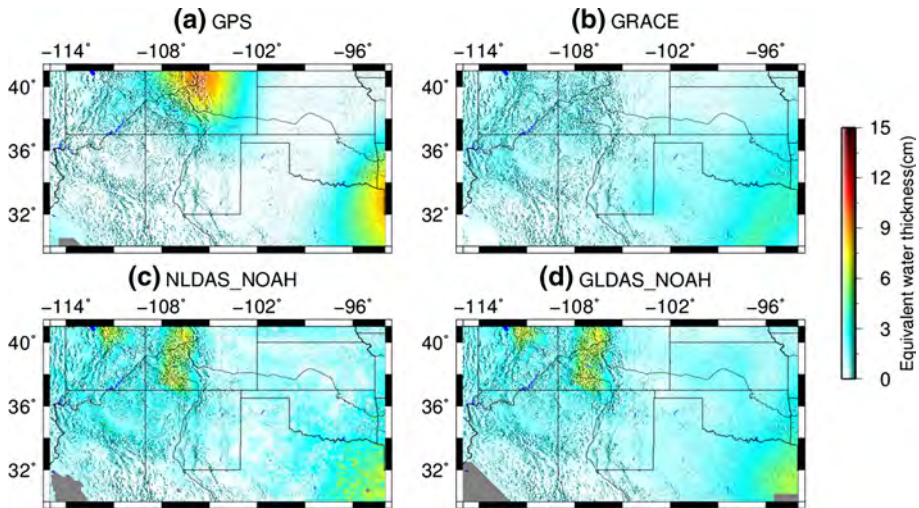 (a) GPS
(b) GRACE
−114° −108° −102° −96°
−114° −108° −102° −96°
40°
36°
32°
(c) NLDAS_NOAH
(d) GLDAS_NOAH
−114° −108° −102° −96°
−114° −108° −102° −96°
40°
36°
32°
40°
36°
32°
40°
36°
32°
15
12
9
6
3
0
Equivalent water thickness(cm)